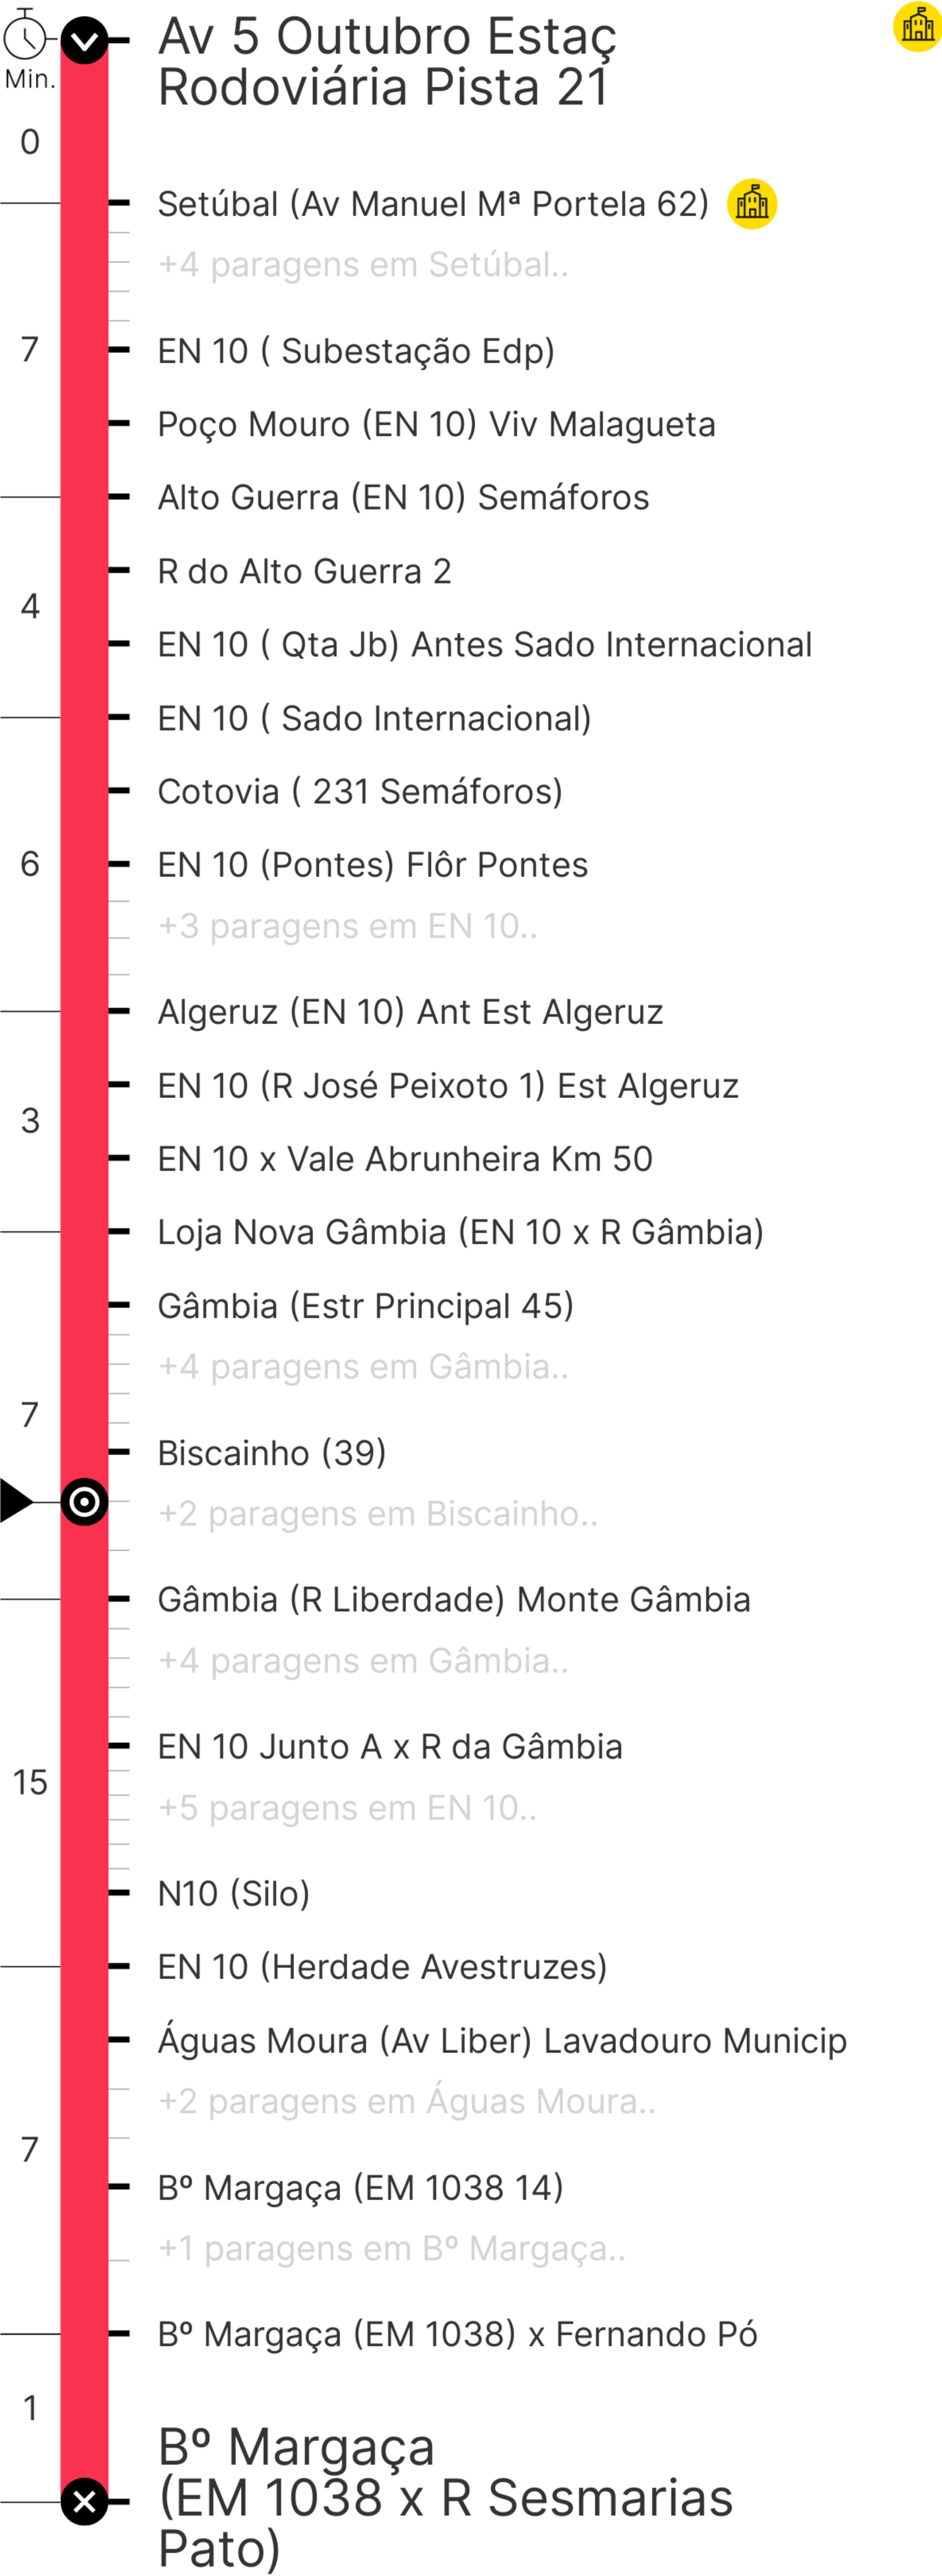 Av 5 Outubro Estaç
Rodoviária Pista 21
Min.
0
Setúbal (Av Manuel Mª Portela 62)
+4 paragens em Setúbal..
7
EN 10 ( Subestação Edp)
Poço Mouro (EN 10) Viv Malagueta
Alto Guerra (EN 10) Semáforos
R do Alto Guerra 2
4
EN 10 ( Qta Jb) Antes Sado Internacional
EN 10 ( Sado Internacional)
Cotovia ( 231 Semáforos)
6
EN 10 (Pontes) Flôr Pontes
+3 paragens em EN 10..
Algeruz (EN 10) Ant Est Algeruz
EN 10 (R José Peixoto 1) Est Algeruz
3
EN 10 x Vale Abrunheira Km 50
Loja Nova Gâmbia (EN 10 x R Gâmbia)
Gâmbia (Estr Principal 45)
+4 paragens em Gâmbia..
7
Biscainho (39)
+2 paragens em Biscainho..
Gâmbia (R Liberdade) Monte Gâmbia
+4 paragens em Gâmbia..
EN 10 Junto A x R da Gâmbia
15
+5 paragens em EN 10..
N10 (Silo)
EN 10 (Herdade Avestruzes)
Águas Moura (Av Liber) Lavadouro Municip
+2 paragens em Águas Moura..
7
Bº Margaça (EM 1038 14)
+1 paragens em Bº Margaça..
Bº Margaça (EM 1038) x Fernando Pó
1
Bº Margaça
(EM 1038 x R Sesmarias
Pato)